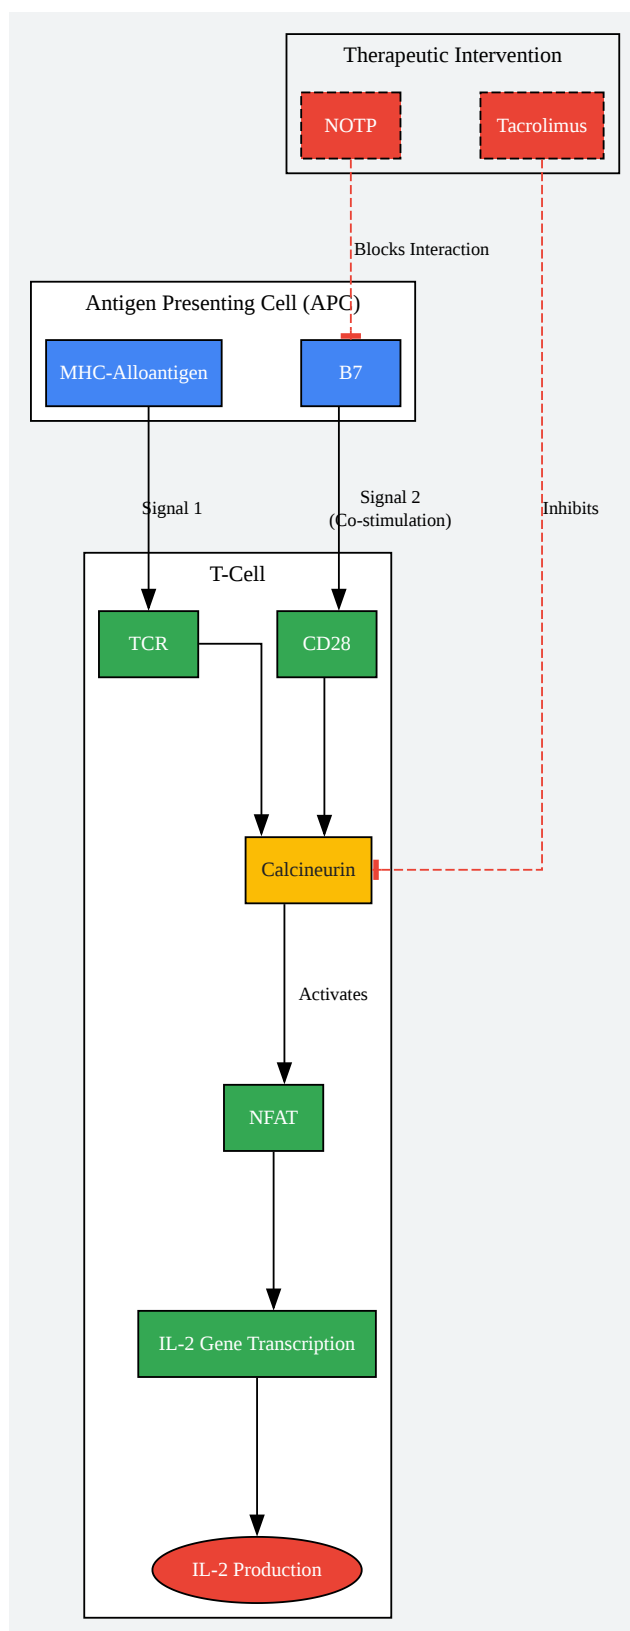 Therapeutic Intervention
NOTP
Tacrolimus
Blocks Interaction
Antigen Presenting Cell (APC)
MHC-Alloantigen
B7
Signal 1
Signal 2
(Co-stimulation)
Inhibits
T-Cell
TCR
CD28
Calcineurin
Activates
NFAT
IL-2 Gene Transcription
IL-2 Production